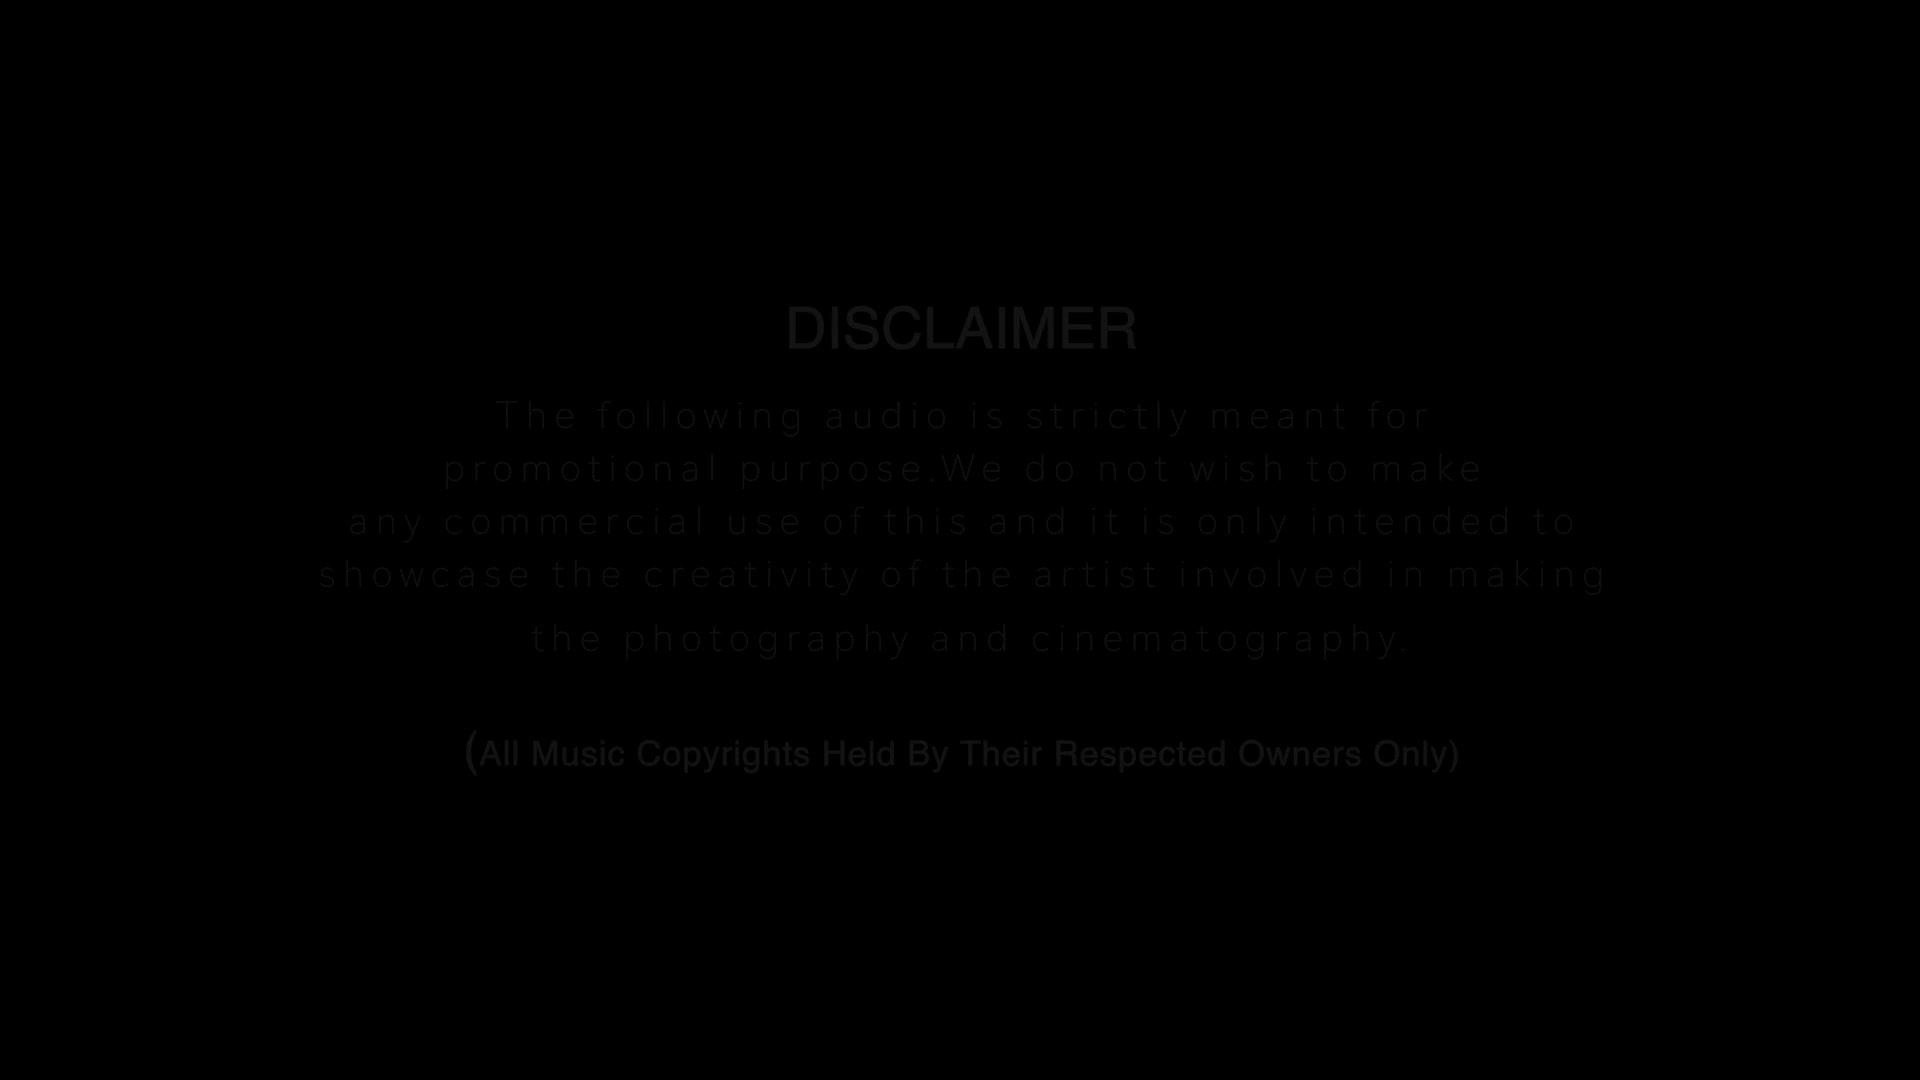 DISCLAIMER
The following audio is strictly meant for
promotional purpose.We do not wish to make
any commercial use of this and it is only intended to
showcase the creativity of the artist involved in making
the photography and cinematography.
(All Music Copyrights Held By Their Respected Owners Only)